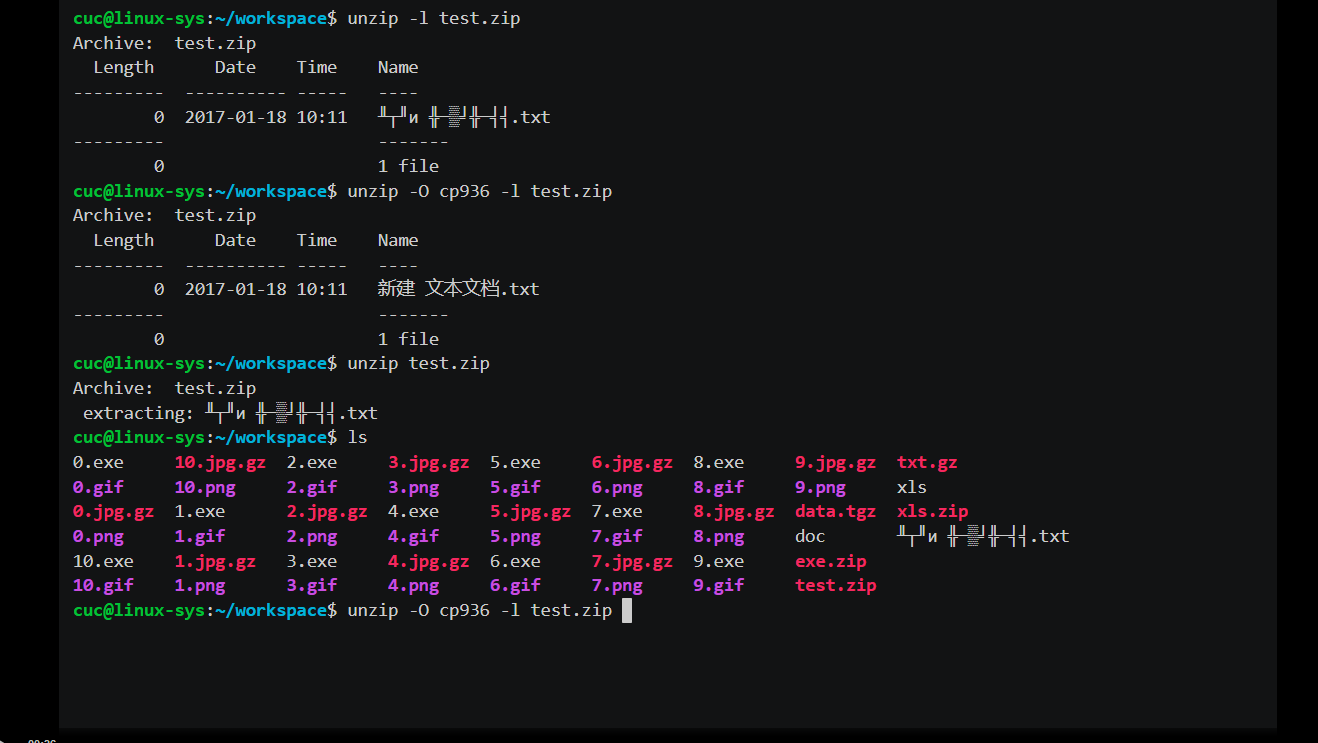 cuc@linux-sys:~/workspace$ unzip -l test.zip
Archive:  test.zip
  Length      Date    Time    Name
---------  ---------- -----   ----
        0  2017-01-18 10:11   ╨┬╜и ╬─▒╛╬─╡╡.txt
---------                     -------
        0                     1 file
cuc@linux-sys:~/workspace$ unzip -O cp936 -l test.zip
Archive:  test.zip
  Length      Date    Time    Name
---------  ---------- -----   ----
        0  2017-01-18 10:11   新建 文本文档.txt
---------                     -------
        0                     1 file
cuc@linux-sys:~/workspace$ unzip test.zip
Archive:  test.zip
 extracting: ╨┬╜и ╬─▒╛╬─╡╡.txt
cuc@linux-sys:~/workspace$ ls
0.exe     10.jpg.gz  2.exe     3.jpg.gz  5.exe     6.jpg.gz  8.exe     9.jpg.gz  txt.gz
0.gif     10.png     2.gif     3.png     5.gif     6.png     8.gif     9.png     xls
0.jpg.gz  1.exe      2.jpg.gz  4.exe     5.jpg.gz  7.exe     8.jpg.gz  data.tgz  xls.zip
0.png     1.gif      2.png     4.gif     5.png     7.gif     8.png     doc       ╨┬╜и ╬─▒╛╬─╡╡.txt
10.exe    1.jpg.gz   3.exe     4.jpg.gz  6.exe     7.jpg.gz  9.exe     exe.zip
10.gif    1.png      3.gif     4.png     6.gif     7.png     9.gif     test.zip
cuc@linux-sys:~/workspace$ unzip -O cp936 -l test.zip